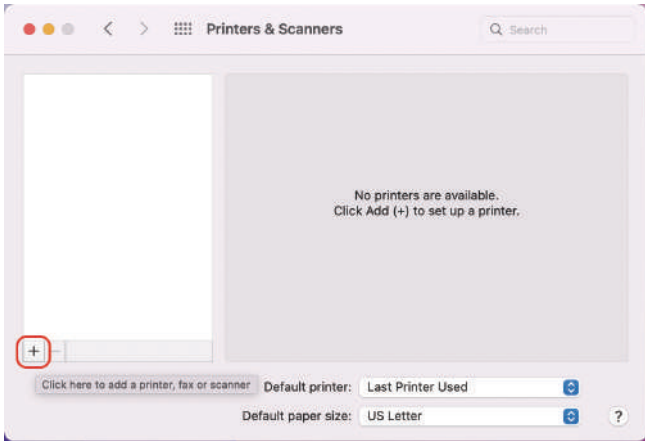 Printers & Scanners
Search
No printers are available.
Click Add (+) to set up a printer.
+ −
Click here to add a printer, fax or scanner
Default printer: Last Printer Used
Default paper size: US Letter
?